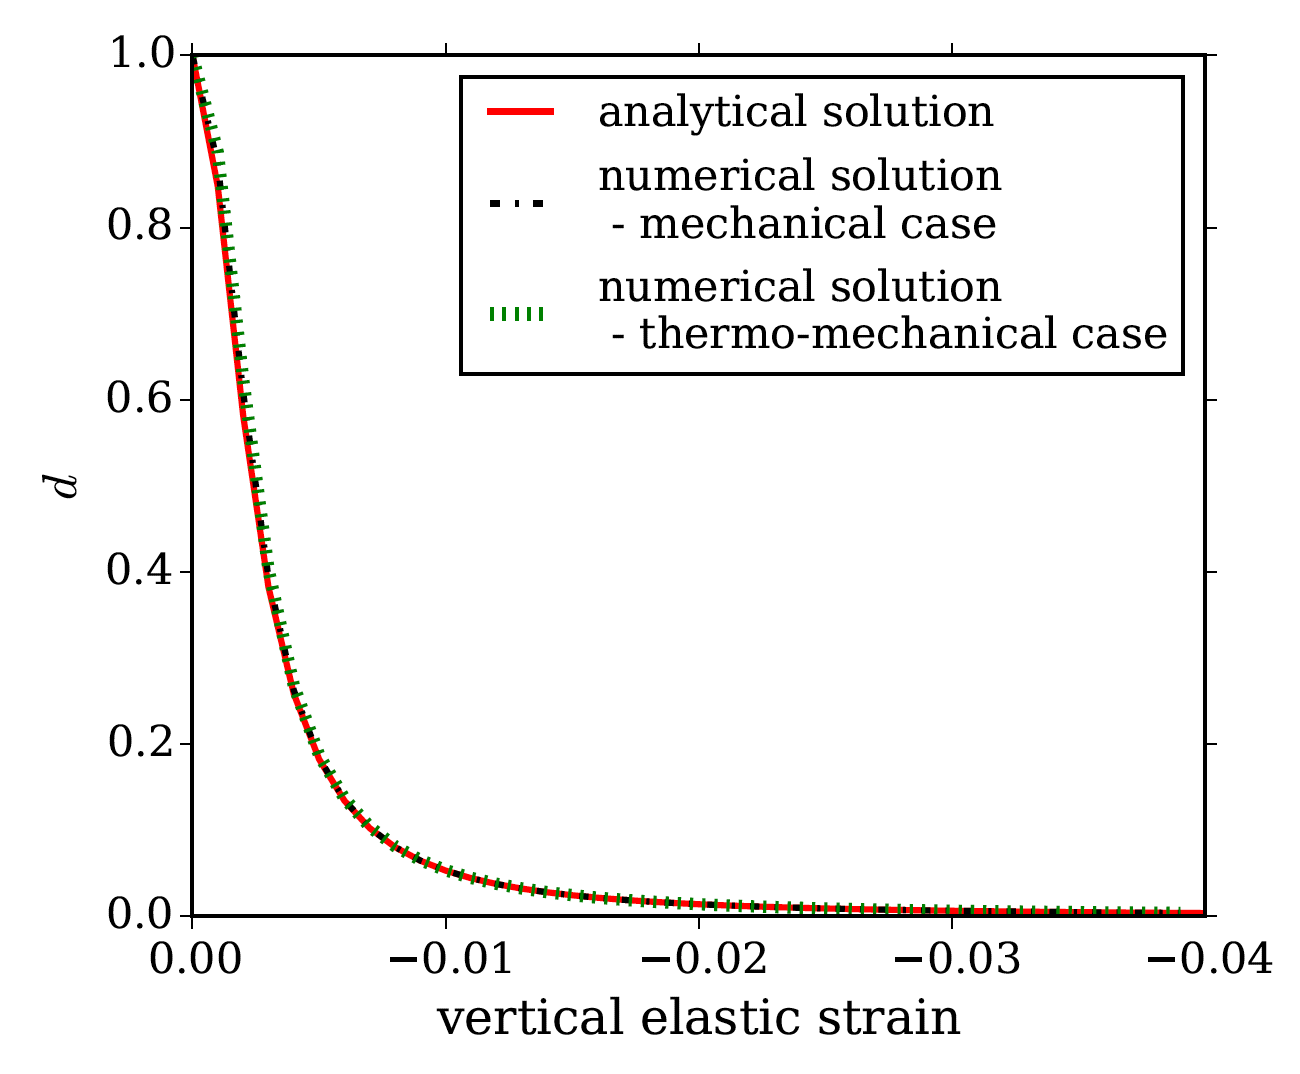 1.0
0.8
0.6
0.4
0.2
0.0
d
analytical solution
numerical solution
- mechanical case
numerical solution
- thermo-mechanical case
0.00 −0.01 −0.02 −0.03 −0.04
vertical elastic strain